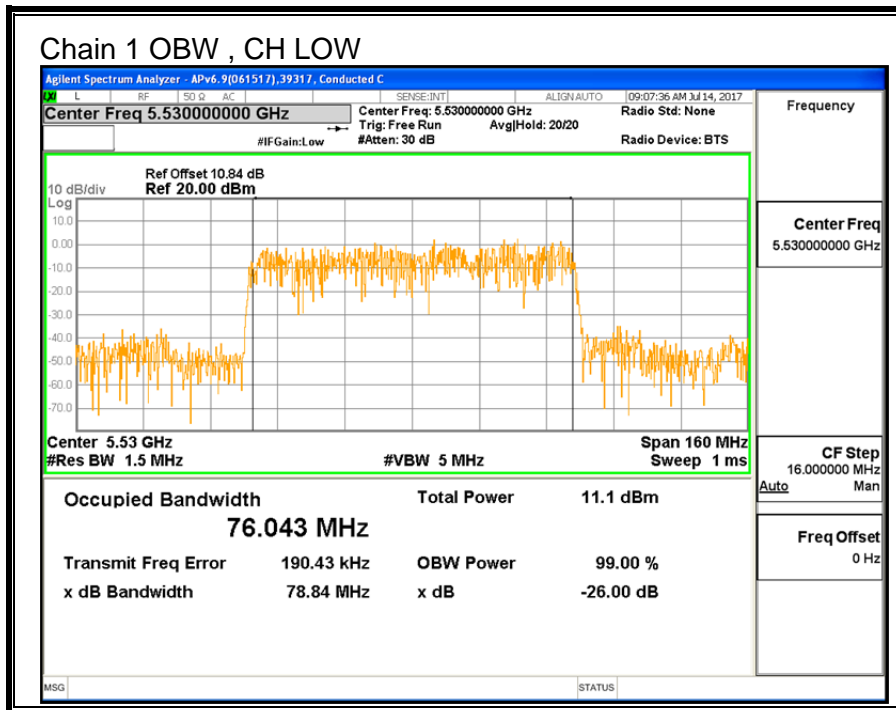 Chain 1 OBW , CH LOW
Agilent Spectrum Analyzer - APv6.9(061517),39317, Conducted C
LXI L RF 50 Ω AC SENSE:INT ALIGN AUTO 09:07:36 AM Jul 14, 2017
Center Freq 5.530000000 GHz
Center Freq: 5.530000000 GHz
Radio Std: None
Trig: Free Run Avg|Hold: 20/20
#IFGain:Low
#Atten: 30 dB
Radio Device: BTS
Ref Offset 10.84 dB
10 dB/div Ref 20.00 dBm
Log
10.0
0.00
-10.0
-20.0
-30.0
-40.0
-50.0
-60.0
-70.0
Center 5.53 GHz Span 160 MHz
#Res BW 1.5 MHz #VBW 5 MHz Sweep 1 ms
Occupied Bandwidth Total Power 11.1 dBm
76.043 MHz
Transmit Freq Error 190.43 kHz OBW Power 99.00 %
x dB Bandwidth 78.84 MHz x dB -26.00 dB
MSG STATUS
Frequency
Center Freq
5.530000000 GHz
CF Step
16.000000 MHz
Auto Man
Freq Offset
0 Hz